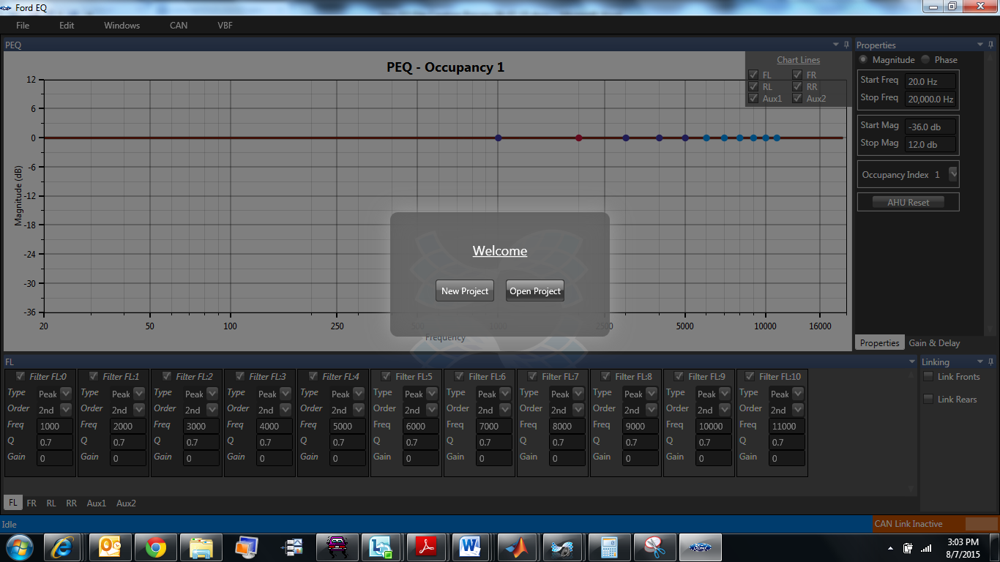 Ford EQ
File Edit Windows CAN VBF
PEQ
PEQ - Occupancy 1
Chart Lines
FL FR
RL RR
Aux1 Aux2
Magnitude (dB)
12
6
0
-6
-12
-18
-24
-30
-36
20 50 100 250 500 1000 2500 5000 10000 16000
Frequency
Welcome
New Project Open Project
Properties
Magnitude Phase
Start Freq 20.0 Hz
Stop Freq 20,000.0 Hz
Start Mag -36.0 db
Stop Mag 12.0 db
Occupancy Index 1
AHU Reset
Properties Gain & Delay
FL
Filter FL:0 Filter FL:1 Filter FL:2 Filter FL:3 Filter FL:4 Filter FL:5 Filter FL:6 Filter FL:7 Filter FL:8 Filter FL:9 Filter FL:10
Type Peak Type Peak Type Peak Type Peak Type Peak Type Peak Type Peak Type Peak Type Peak Type Peak Type Peak
Order 2nd Order 2nd Order 2nd Order 2nd Order 2nd Order 2nd Order 2nd Order 2nd Order 2nd Order 2nd Order 2nd
Freq 1000 Freq 2000 Freq 3000 Freq 4000 Freq 5000 Freq 6000 Freq 7000 Freq 8000 Freq 9000 Freq 10000 Freq 11000
Q 0.7 Q 0.7 Q 0.7 Q 0.7 Q 0.7 Q 0.7 Q 0.7 Q 0.7 Q 0.7 Q 0.7 Q 0.7
Gain 0 Gain 0 Gain 0 Gain 0 Gain 0 Gain 0 Gain 0 Gain 0 Gain 0 Gain 0 Gain 0
FL FR RL RR Aux1 Aux2
Linking
Link Fronts
Link Rears
Idle
CAN Link Inactive
Ford
3:03 PM
8/7/2015